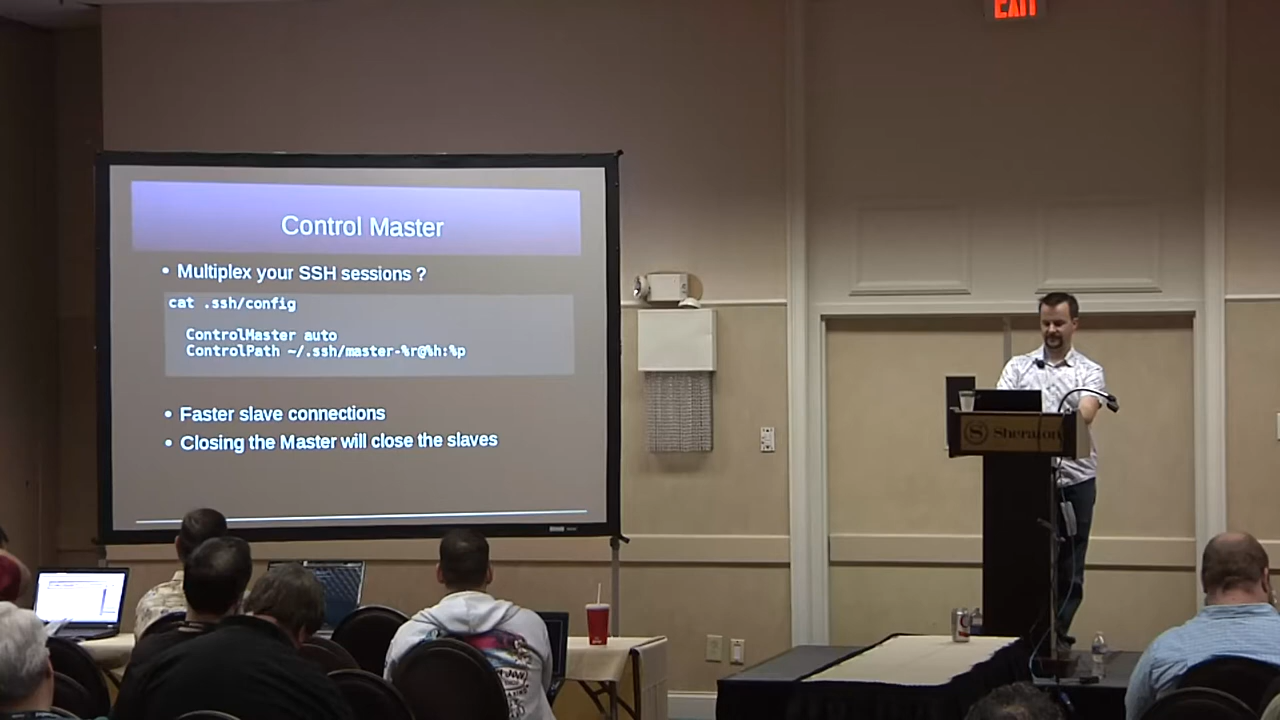 EXIT
Control Master
• Multiplex your SSH sessions ?
cat .ssh/config
ControlMaster auto
ControlPath ~/.ssh/master-%r@%h:%p
• Faster slave connections
• Closing the Master will close the slaves
Sheraton